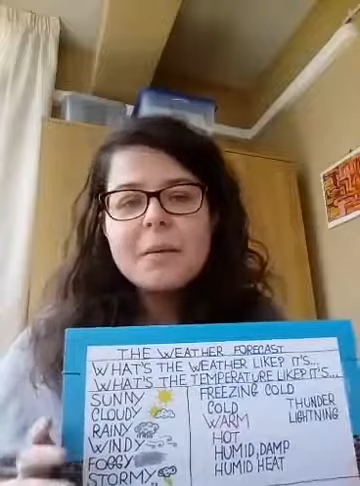 THE WEATHER FORECAST
WHAT'S THE WEATHER LIKE? IT'S...
WHAT'S THE TEMPERATURE LIKE? IT'S...
SUNNY
CLOUDY
RAINY
WINDY
FOGGY
STORMY
FREEZING COLD
COLD
WARM
HOT
HUMID, DAMP
HUMID HEAT
THUNDER
LIGHTNING